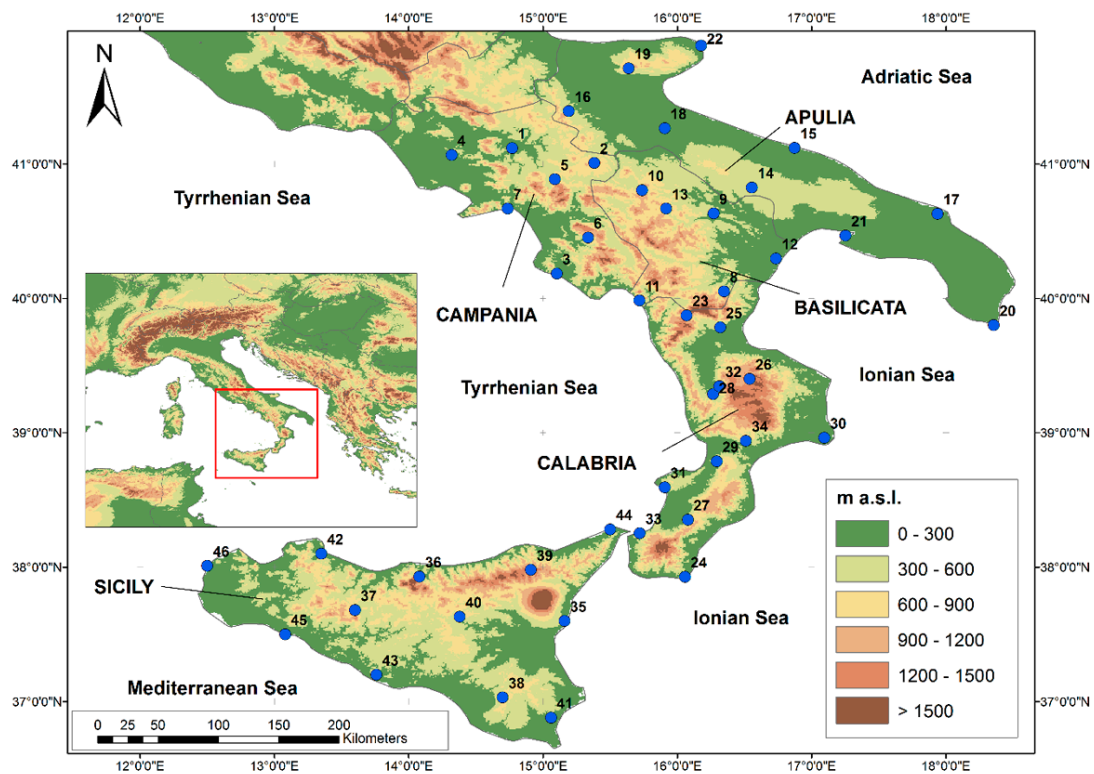 12°0'0"E 13°0'0"E 14°0'0"E 15°0'0"E 16°0'0"E 17°0'0"E 18°0'0"E
N
22
19
Adriatic Sea
16
APULIA
18
15
1
41°0'0"N
4
2
41°0'0"N
5
10
14
Tyrrhenian Sea
13
9
7
17
6
21
12
3
8
40°0'0"N
11
23
40°0'0"N
CAMPANIA
BASILICATA
25
20
32
26
Tyrrhenian Sea
Ionian Sea
28
30
39°0'0"N
34
39°0'0"N
CALABRIA
29
31
m a.s.l.
27
0 - 300
44
33
300 - 600
42
46
36
39
38°0'0"N
24
600 - 900
38°0'0"N
SICILY
37
40
35
Ionian Sea
900 - 1200
45
43
1200 - 1500
Mediterranean Sea
38
37°0'0"N
41
> 1500
37°0'0"N
0 25 50 100 150 200
Kilometers
12°0'0"E 13°0'0"E 14°0'0"E 15°0'0"E 16°0'0"E 17°0'0"E 18°0'0"E